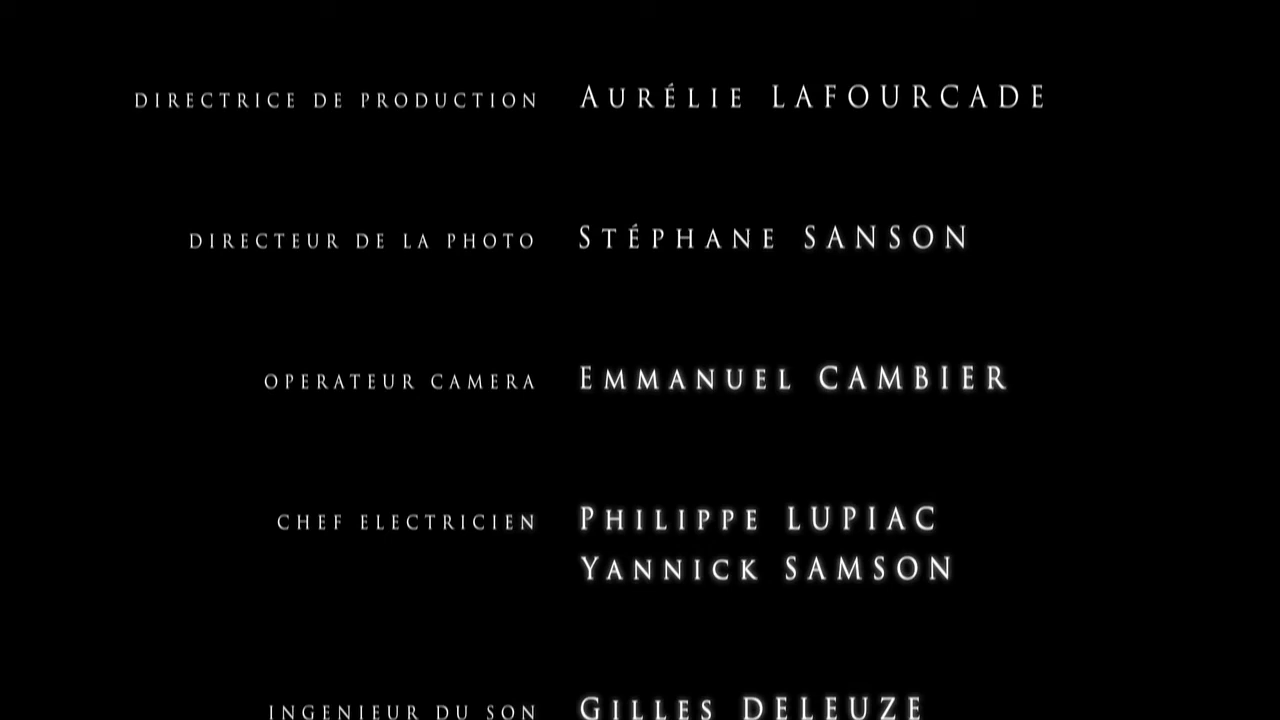 DIRECTRICE DE PRODUCTION AURÉLIE LAFOURCADE
DIRECTEUR DE LA PHOTO STÉPHANE SANSON
OPERATEUR CAMERA EMMANUEL CAMBIER
CHEF ELECTRICIEN PHILIPPE LUPIAC
YANNICK SAMSON
INGENIEUR DU SON GILLES DELEUZE